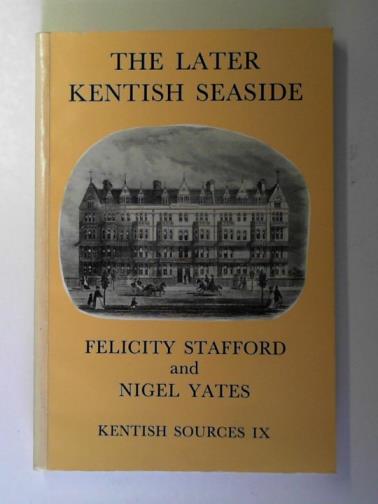 THE LATER
KENTISH SEASIDE
FELICITY STAFFORD
and
NIGEL YATES
KENTISH SOURCES IX